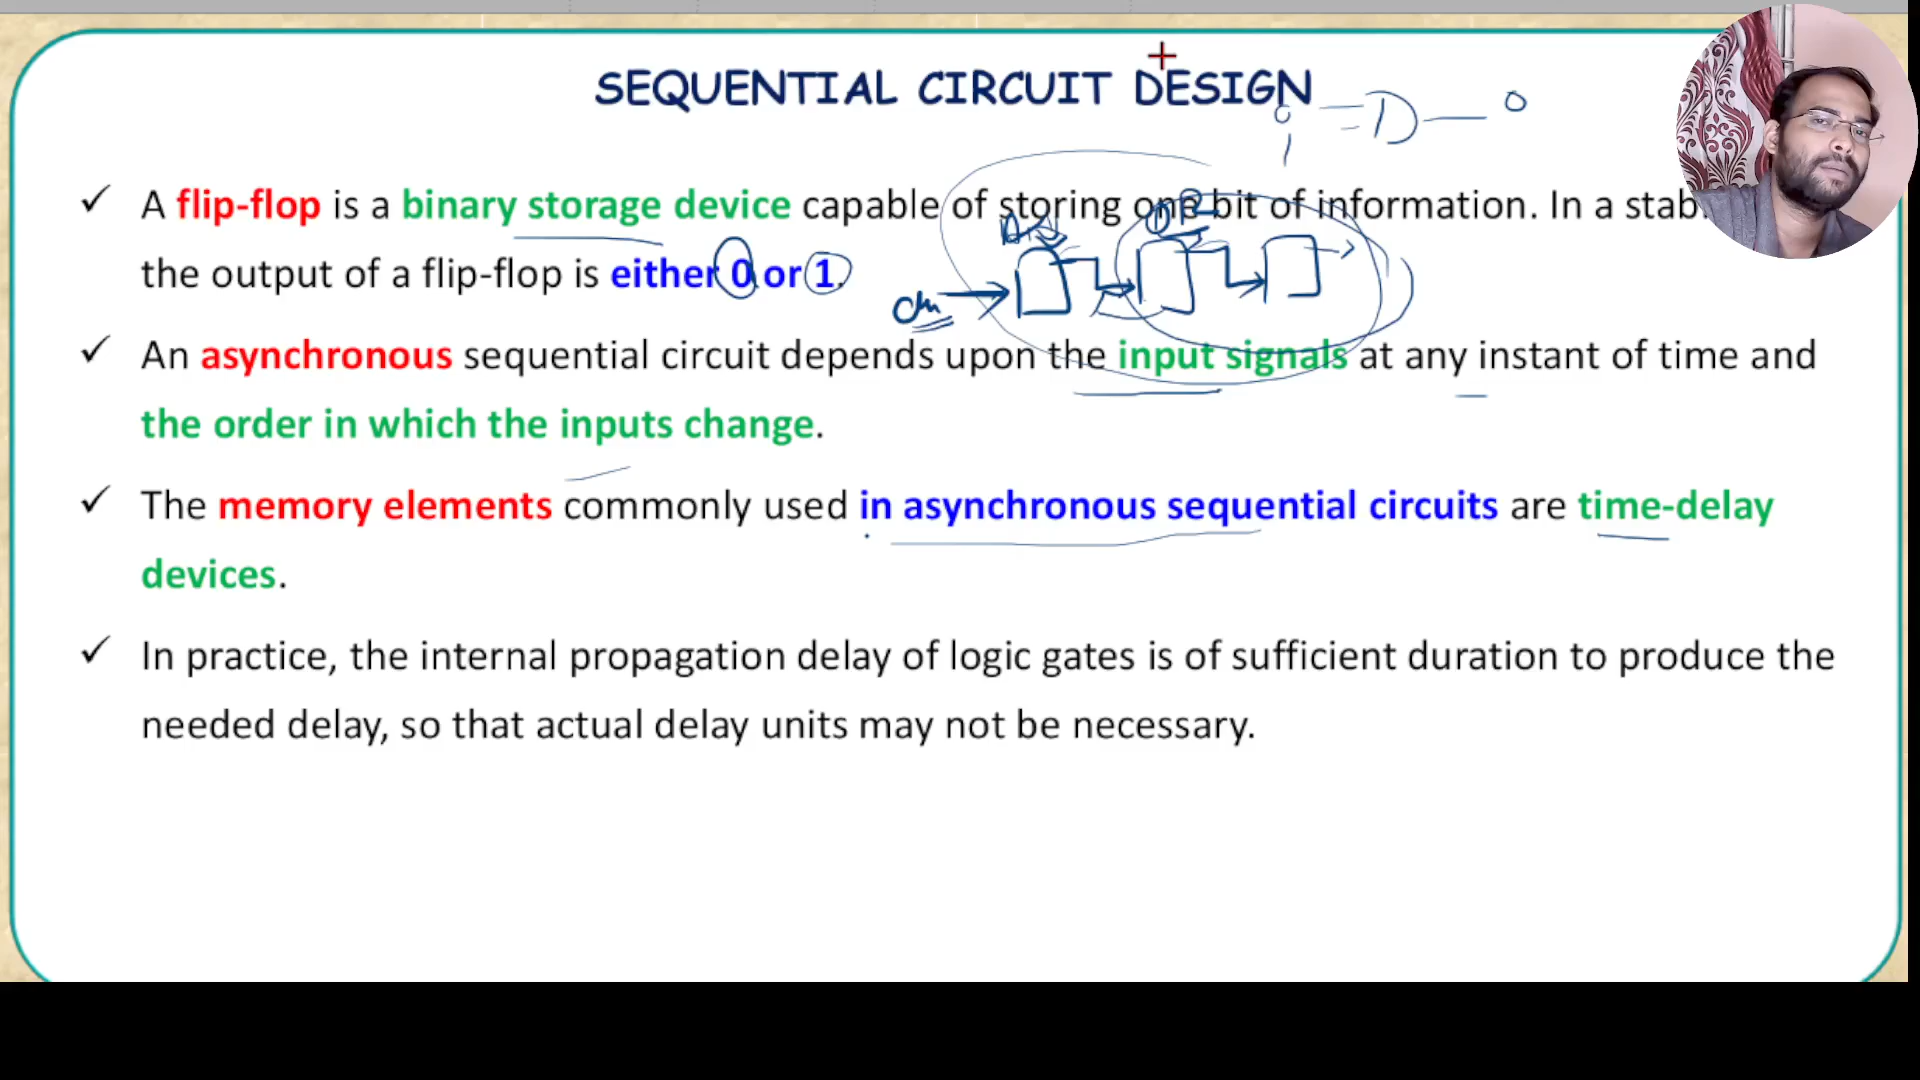 SEQUENTIAL CIRCUIT DESIGN
0 D 0
1
✓ A flip-flop is a binary storage device capable of storing one bit of information. In a
the output of a flip-flop is either 0 or 1.
✓ An asynchronous sequential circuit depends upon the input signals at any instant of time and
the order in which the inputs change.
✓ The memory elements commonly used in asynchronous sequential circuits are time-delay
devices.
✓ In practice, the internal propagation delay of logic gates is of sufficient duration to produce the
needed delay, so that actual delay units may not be necessary.